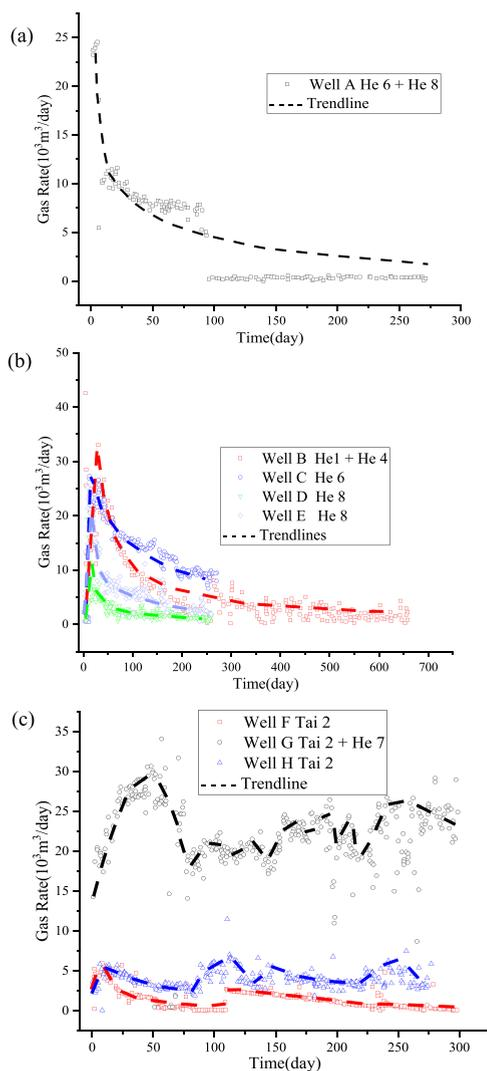 (a)
25
20
15
10
5
0
Gas Rate(10³m³/day)
Well A He 6 + He 8
Trendline
0 50 100 150 200 250 300
Time(day)
(b)
50
40
30
20
10
0
Gas Rate(10³m³/day)
Well B He1 + He 4
Well C He 6
Well D He 8
Well E He 8
Trendlines
0 100 200 300 400 500 600 700
Time(day)
(c)
35
30
25
20
15
10
5
0
Gas Rate(10³m³/day)
Well F Tai 2
Well G Tai 2 + He 7
Well H Tai 2
Trendline
0 50 100 150 200 250 300
Time(day)